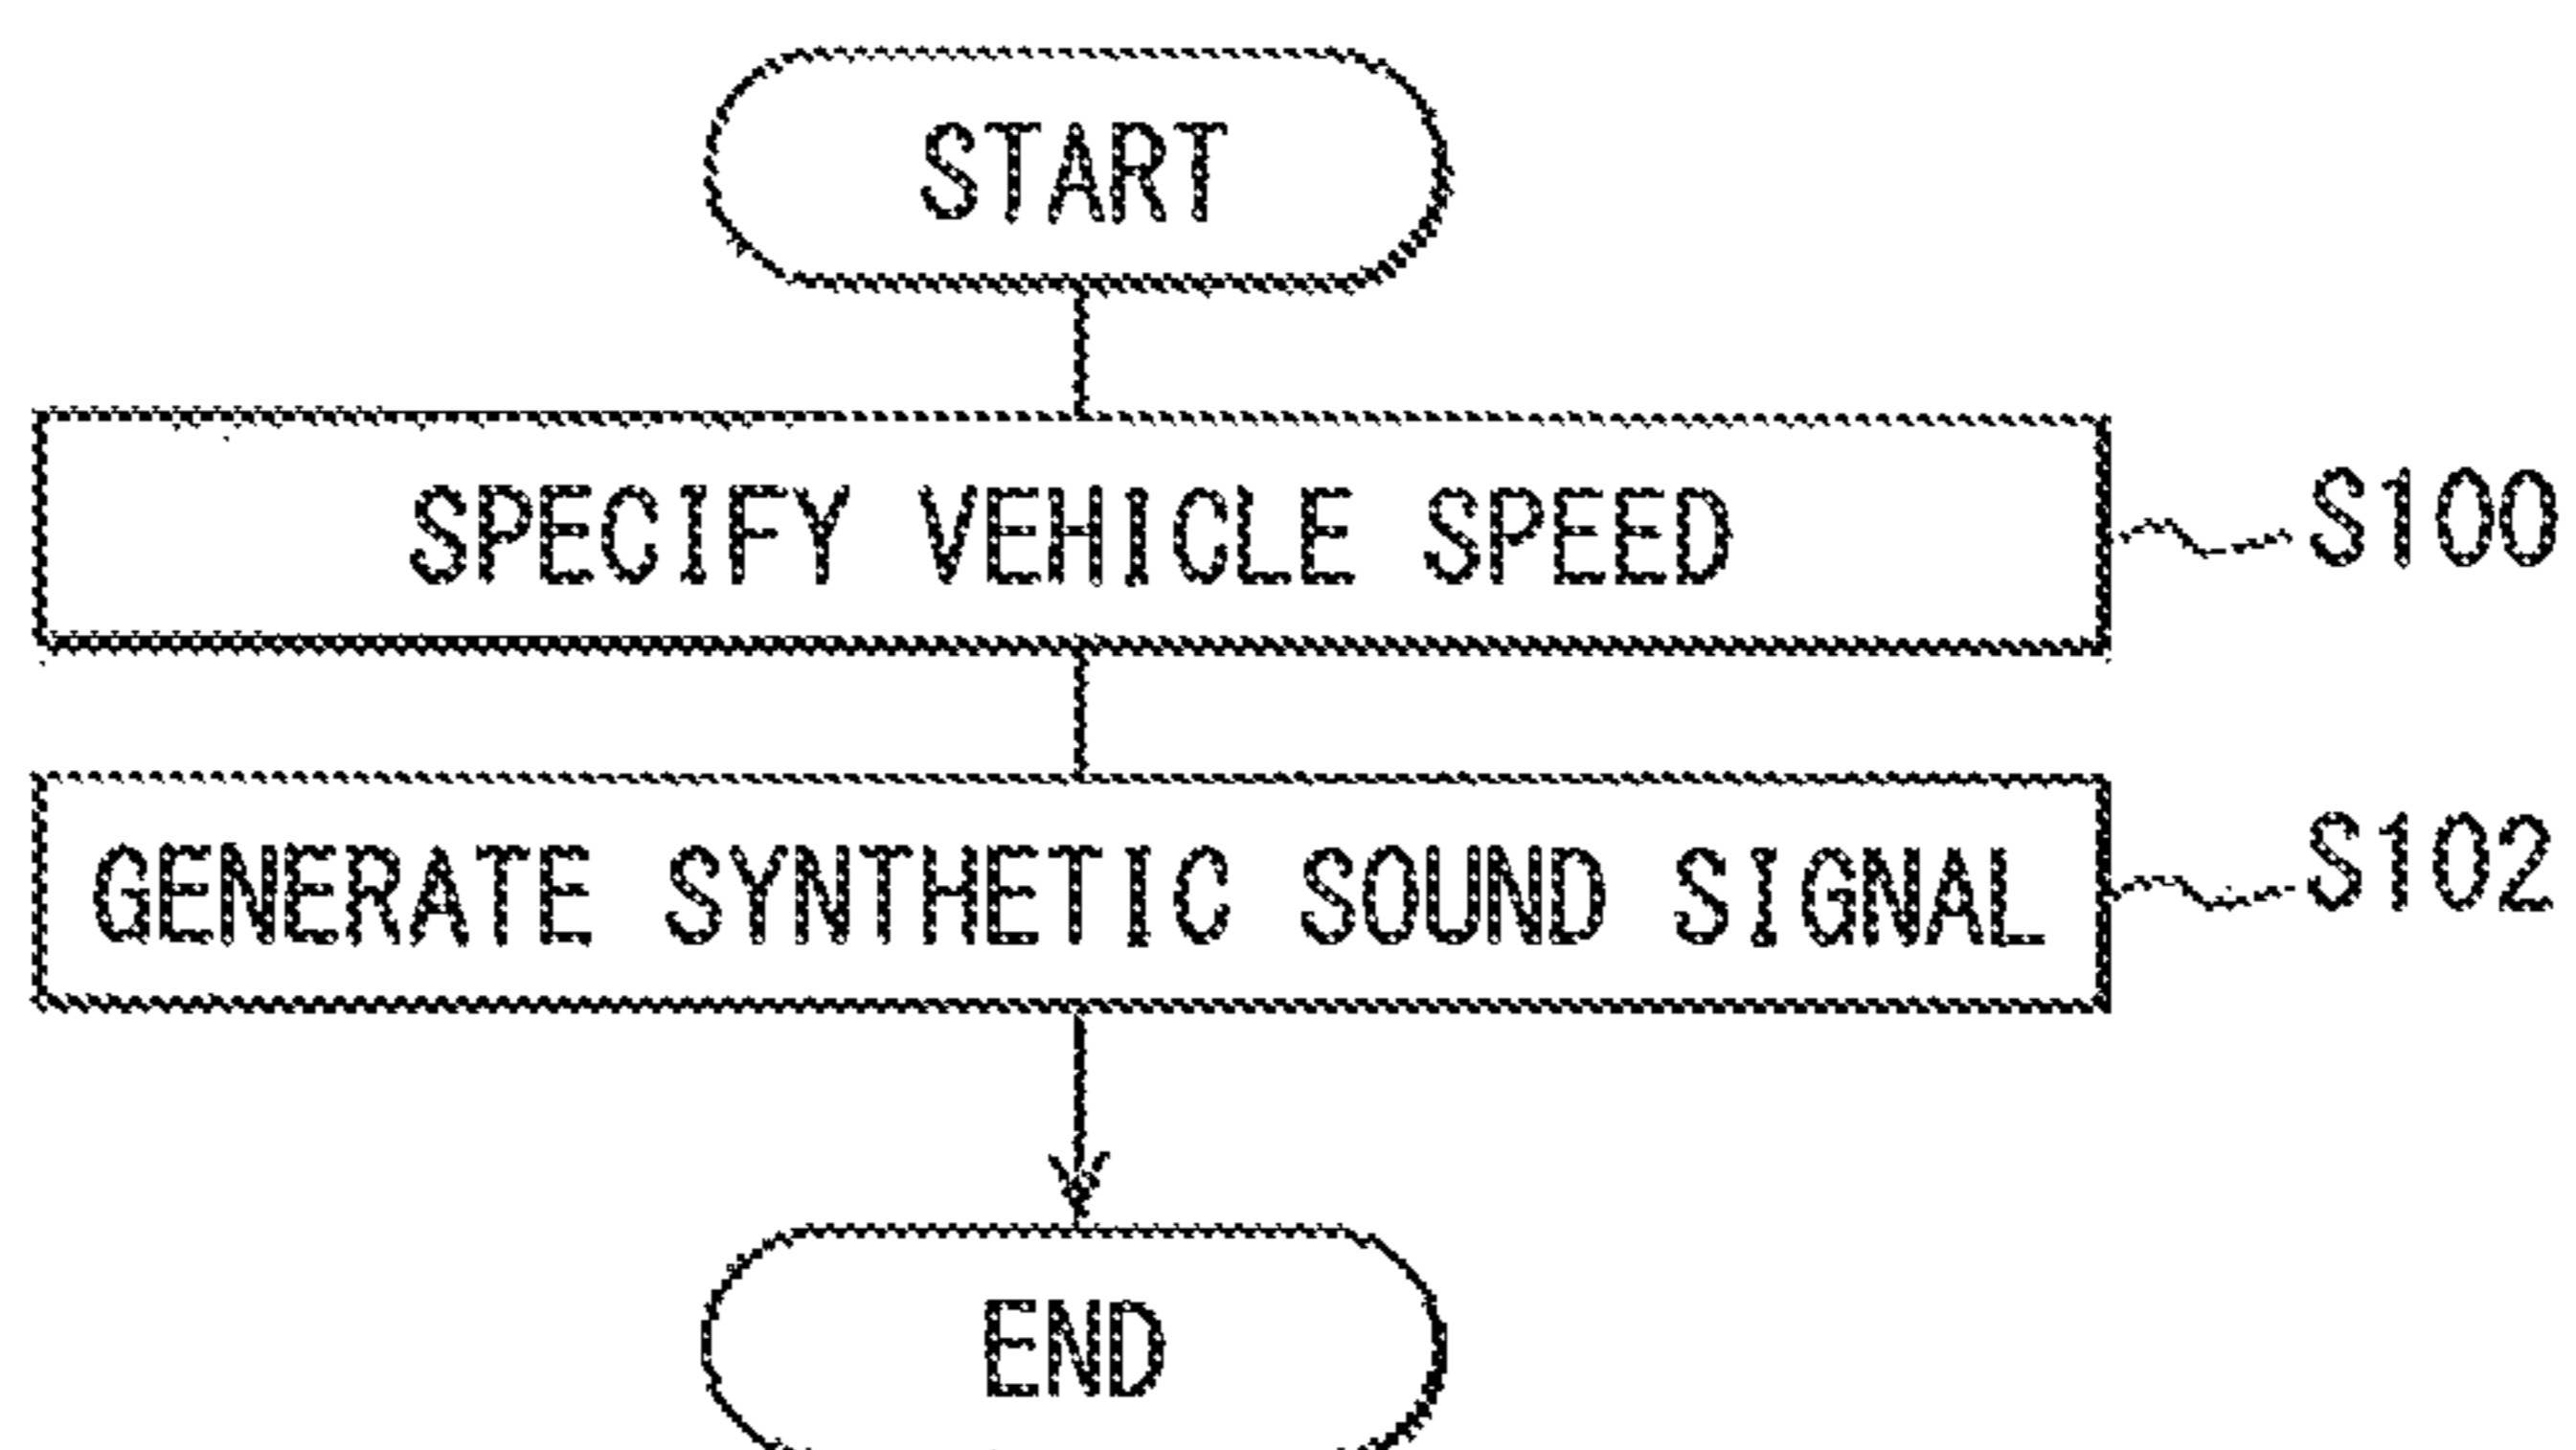 START
SPECIFY VEHICLE SPEED
S100
GENERATE SYNTHETIC SOUND SIGNAL
S102
END